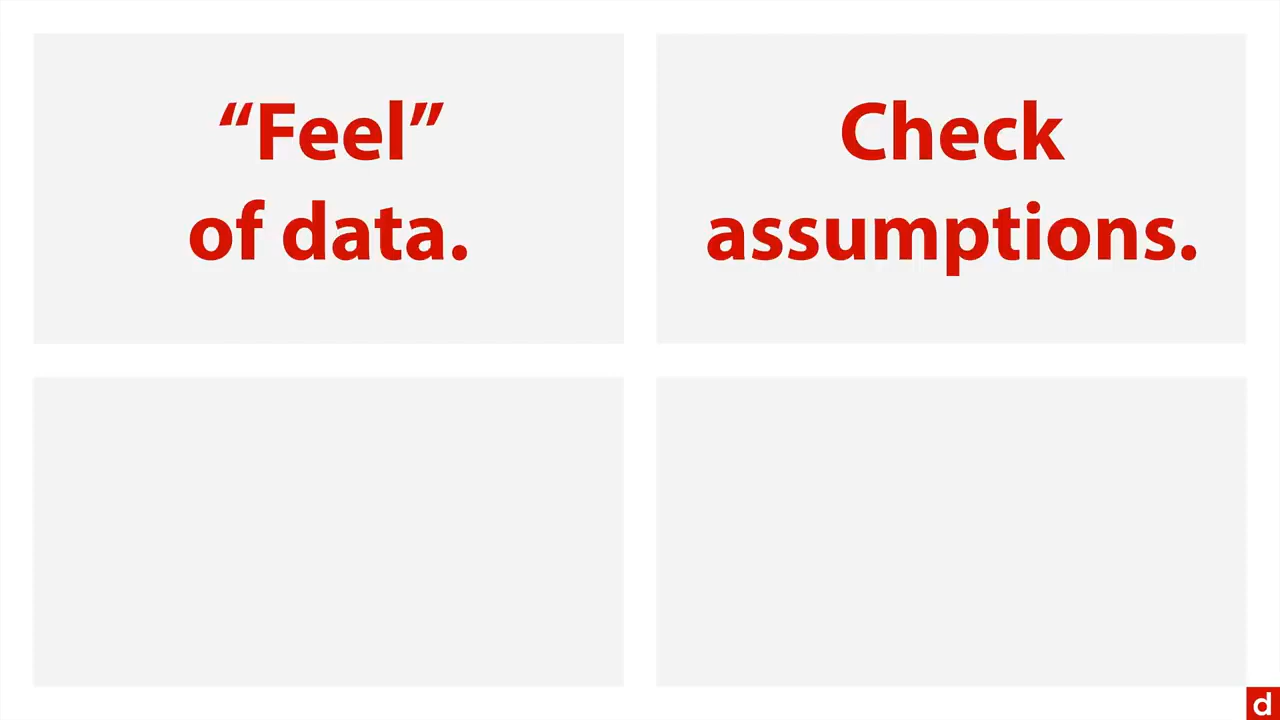 “Feel”
of data.
Check
assumptions.
d